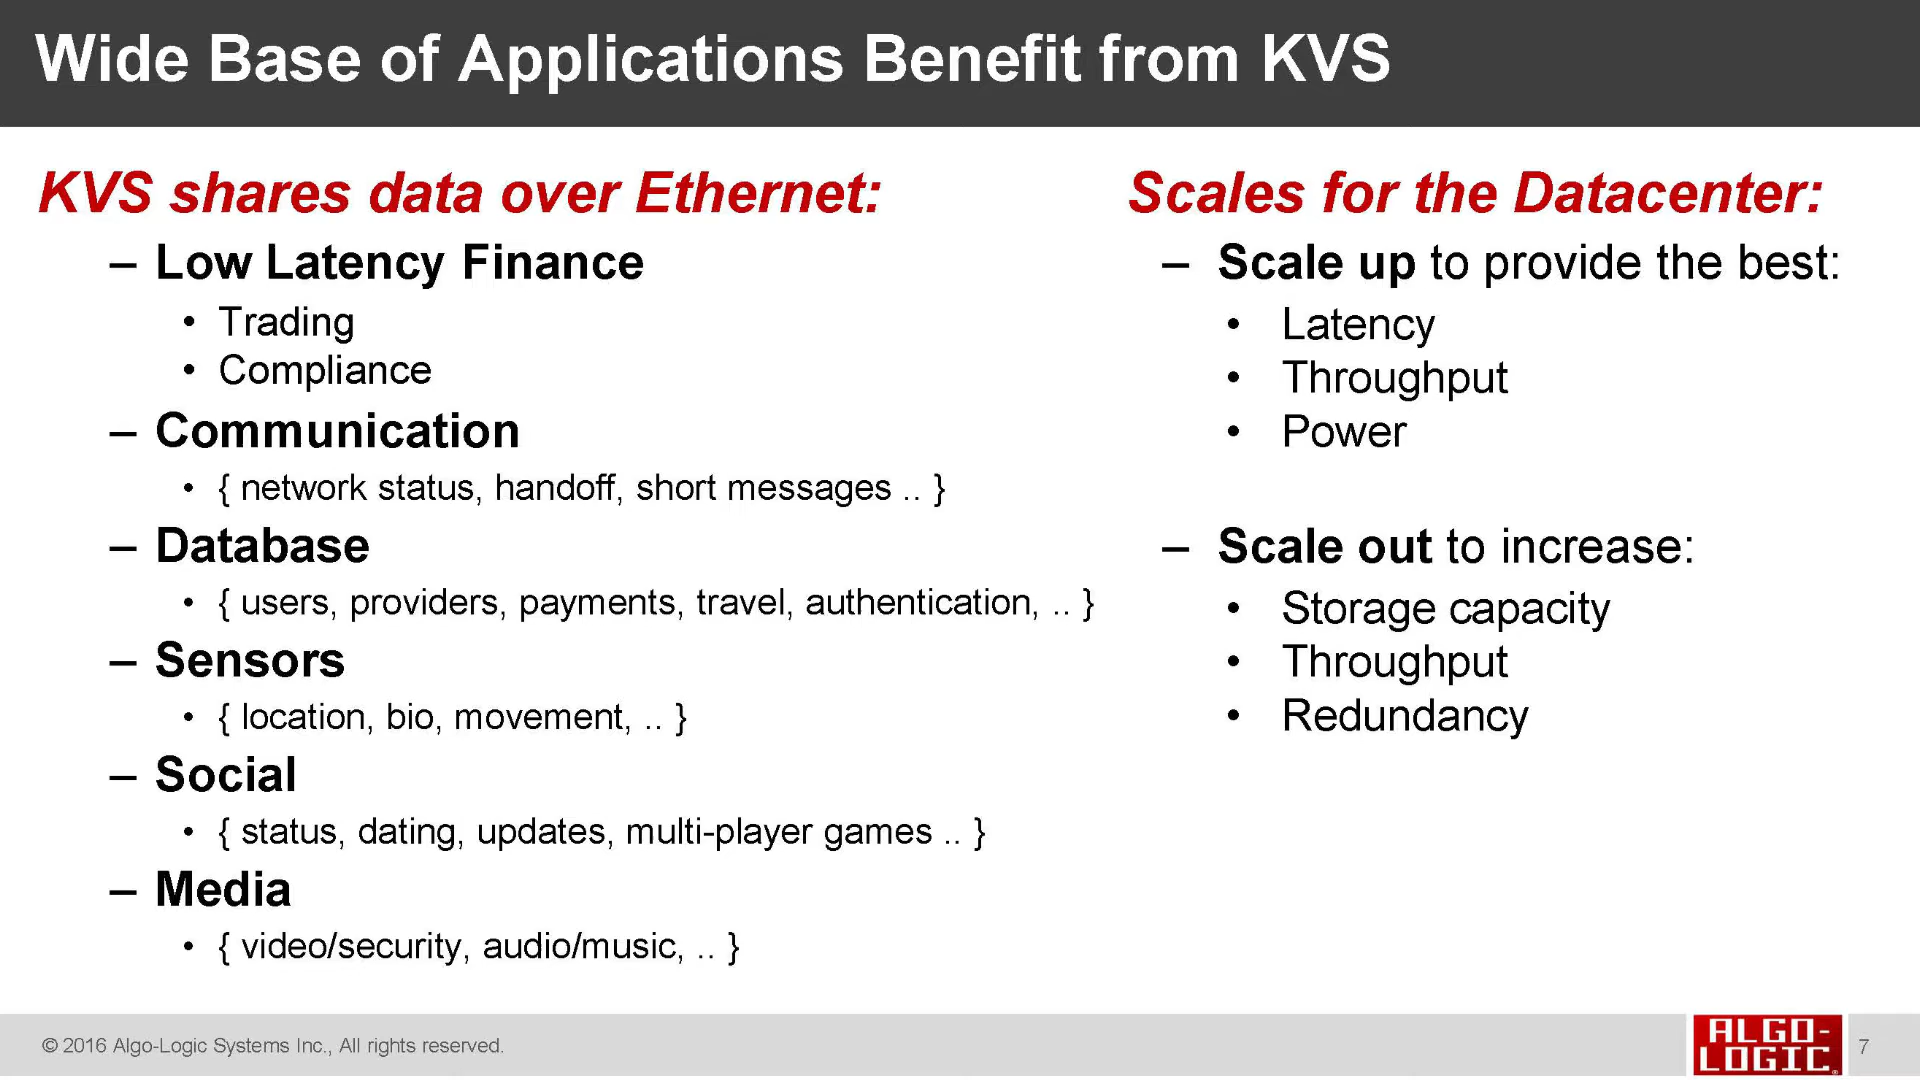 Wide Base of Applications Benefit from KVS
KVS shares data over Ethernet:
– Low Latency Finance
• Trading
• Compliance
– Communication
• { network status, handoff, short messages .. }
– Database
• { users, providers, payments, travel, authentication, .. }
– Sensors
• { location, bio, movement, .. }
– Social
• { status, dating, updates, multi-player games .. }
– Media
• { video/security, audio/music, .. }
Scales for the Datacenter:
– Scale up to provide the best:
• Latency
• Throughput
• Power
– Scale out to increase:
• Storage capacity
• Throughput
• Redundancy
© 2016 Algo-Logic Systems Inc., All rights reserved.
ALGO-
LOGIC®
7